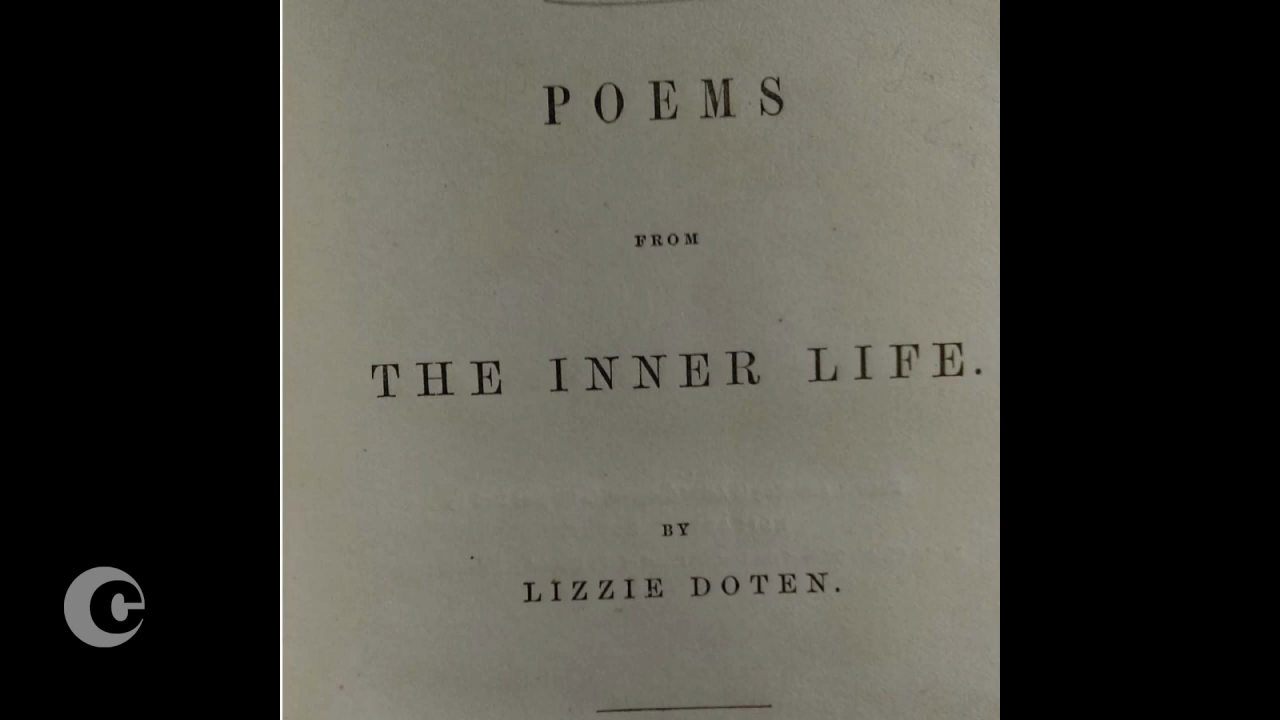 POEMS
FROM
THE INNER LIFE.
BY
LIZZIE DOTEN.